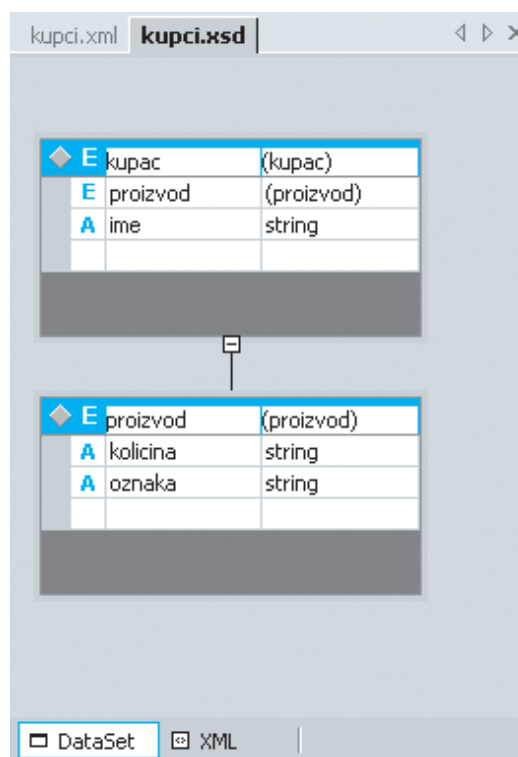 kupci.xml kupci.xsd
E kupac (kupac)
E proizvod (proizvod)
A ime string
E proizvod (proizvod)
A kolicina string
A oznaka string
DataSet XML